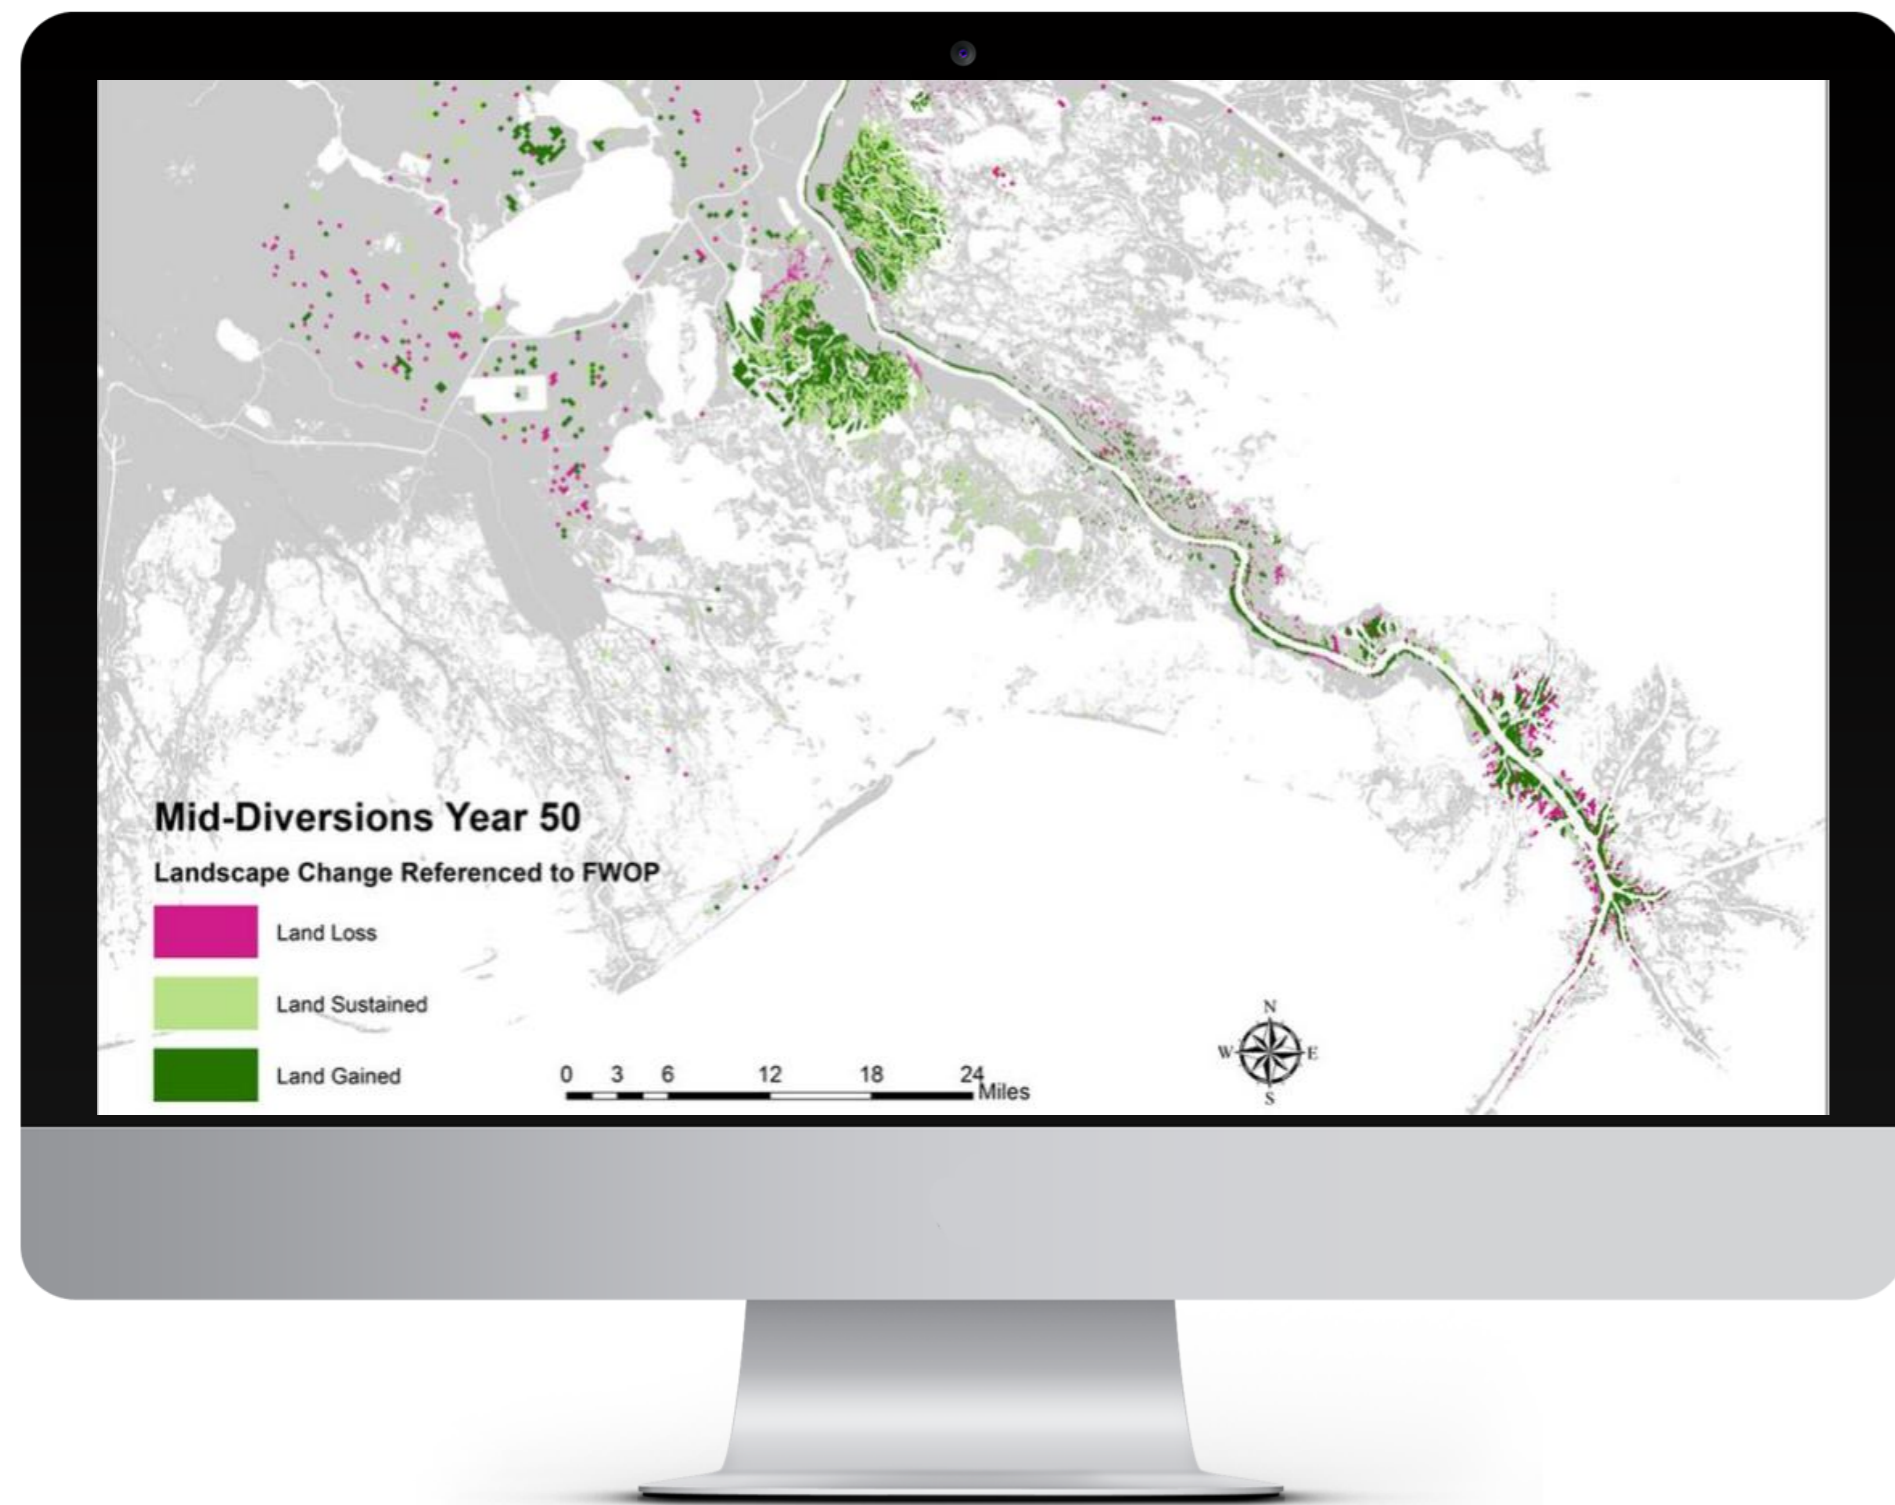 Mid-Diversions Year 50
Landscape Change Referenced to FWOP
Land Loss
Land Sustained
Land Gained
0 3 6 12 18 24
Miles
N
W E
S